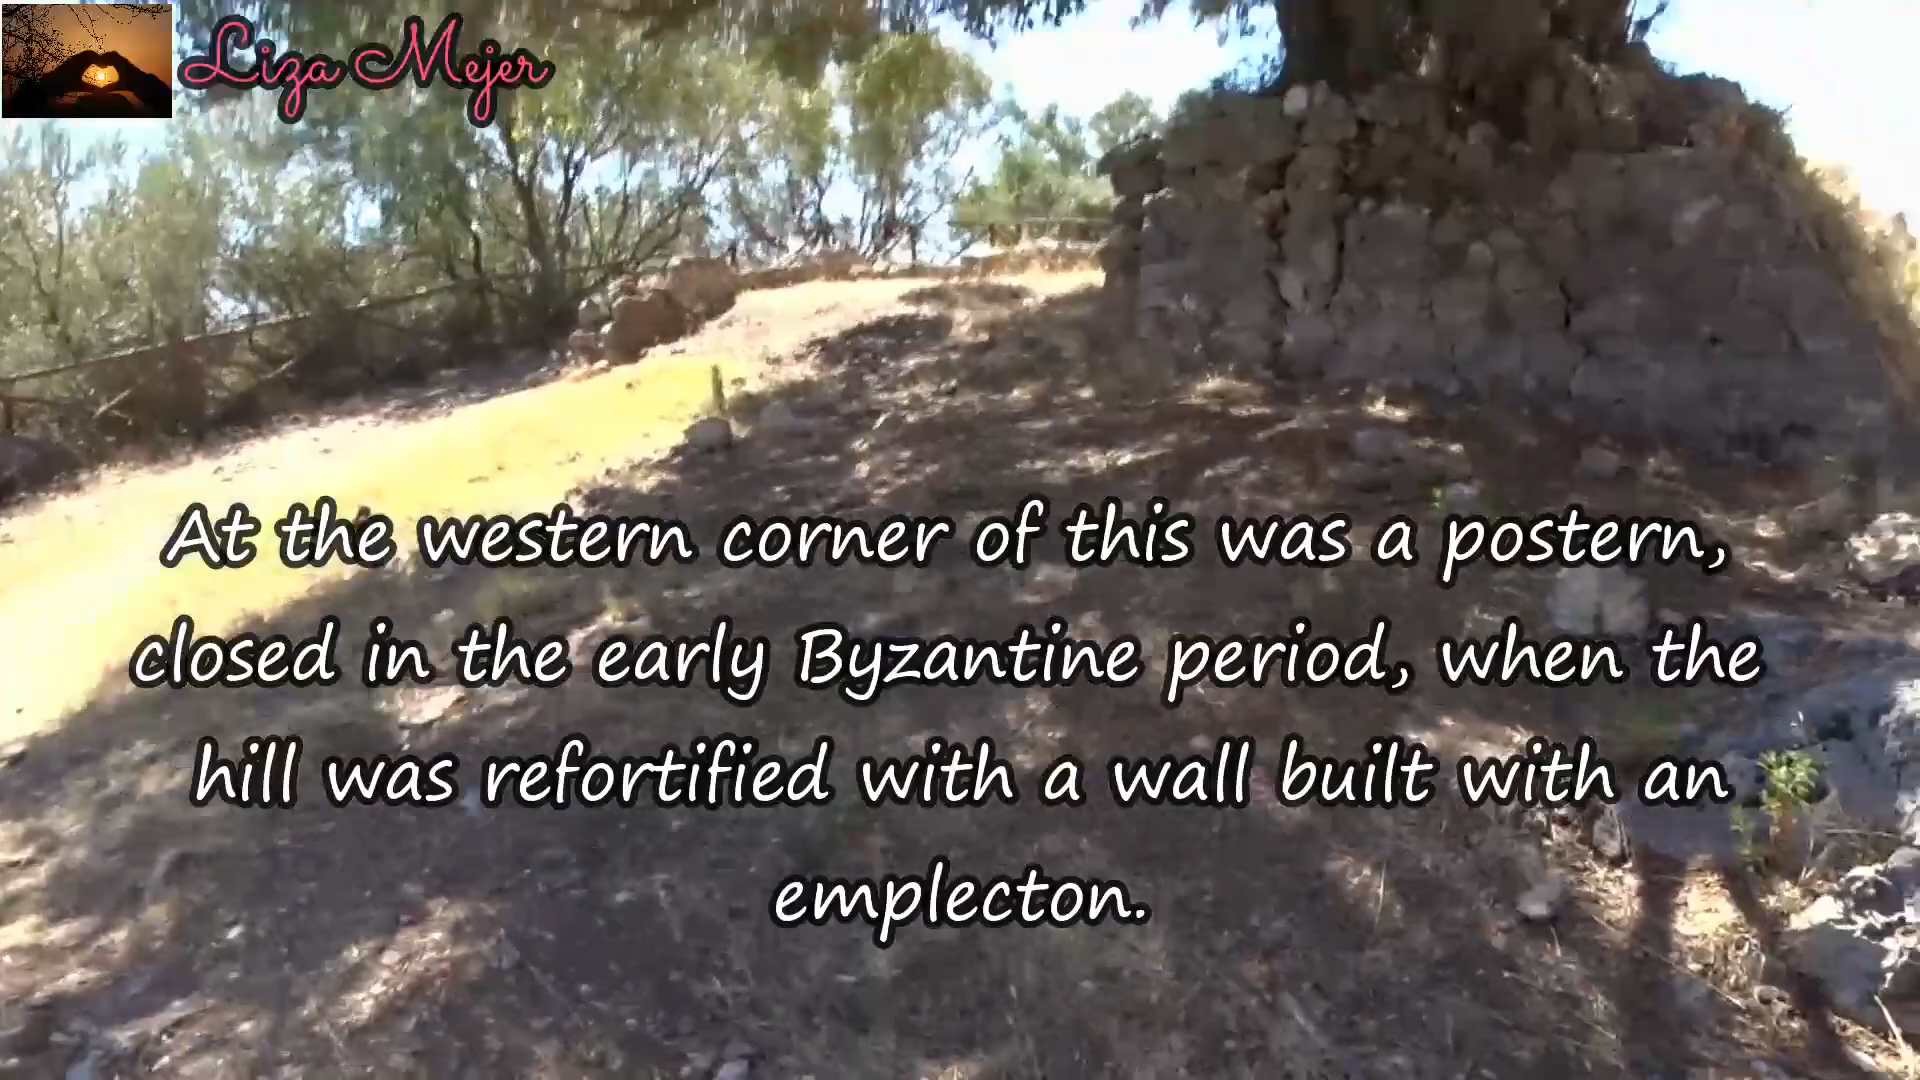 Liza Mejer
At the western corner of this was a postern,
closed in the early Byzantine period, when the
hill was refortified with a wall built with an
emplecton.